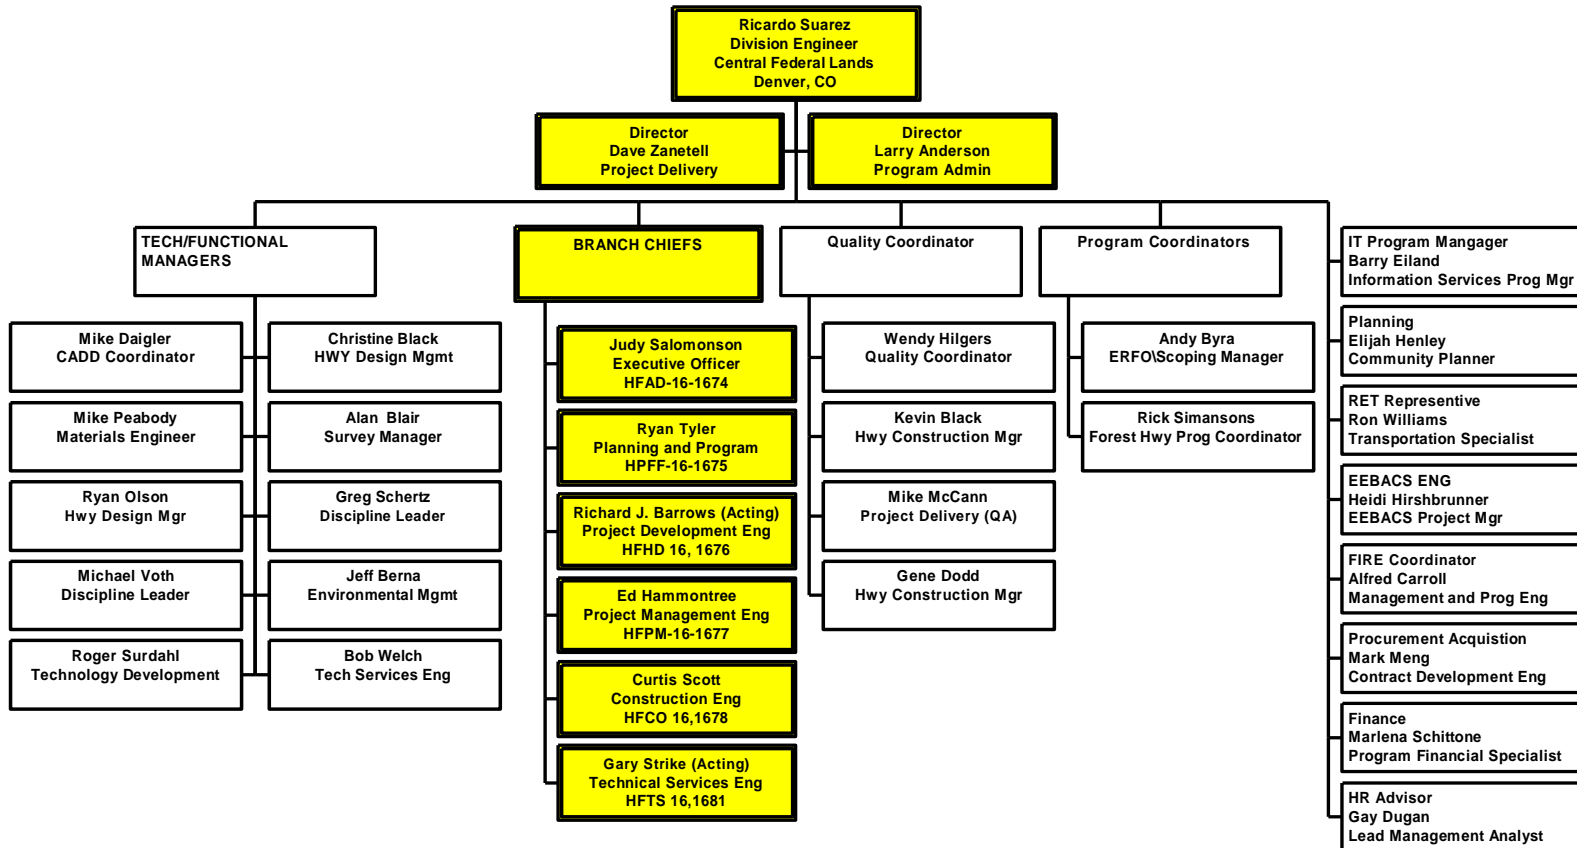 Ricardo Suarez
Division Engineer
Central Federal Lands
Denver, CO
Director
Dave Zanetell
Project Delivery
Director
Larry Anderson
Program Admin
TECH/FUNCTIONAL
MANAGERS
Mike Daigler
CADD Coordinator
Christine Black
HWY Design Mgmt
Mike Peabody
Materials Engineer
Alan Blair
Survey Manager
Ryan Olson
Hwy Design Mgr
Greg Schertz
Discipline Leader
Michael Voth
Discipline Leader
Jeff Berna
Environmental Mgmt
Roger Surdahl
Technology Development
Bob Welch
Tech Services Eng
BRANCH CHIEFS
Judy Salomonson
Executive Officer
HFAD-16-1674
Ryan Tyler
Planning and Program
HPFF-16-1675
Richard J. Barrows (Acting)
Project Development Eng
HFHD 16, 1676
Ed Hammontree
Project Management Eng
HFPM-16-1677
Curtis Scott
Construction Eng
HFCO 16,1678
Gary Strike (Acting)
Technical Services Eng
HFTS 16,1681
Quality Coordinator
Wendy Hilgers
Quality Coordinator
Kevin Black
Hwy Construction Mgr
Mike McCann
Project Delivery (QA)
Gene Dodd
Hwy Construction Mgr
Program Coordinators
Andy Byra
ERFO\Scoping Manager
Rick Simansons
Forest Hwy Prog Coordinator
IT Program Mangager
Barry Eiland
Information Services Prog Mgr
Planning
Elijah Henley
Community Planner
RET Representive
Ron Williams
Transportation Specialist
EEBACS ENG
Heidi Hirshbrunner
EEBACS Project Mgr
FIRE Coordinator
Alfred Carroll
Management and Prog Eng
Procurement Acquistion
Mark Meng
Contract Development Eng
Finance
Marlena Schittone
Program Financial Specialist
HR Advisor
Gay Dugan
Lead Management Analyst